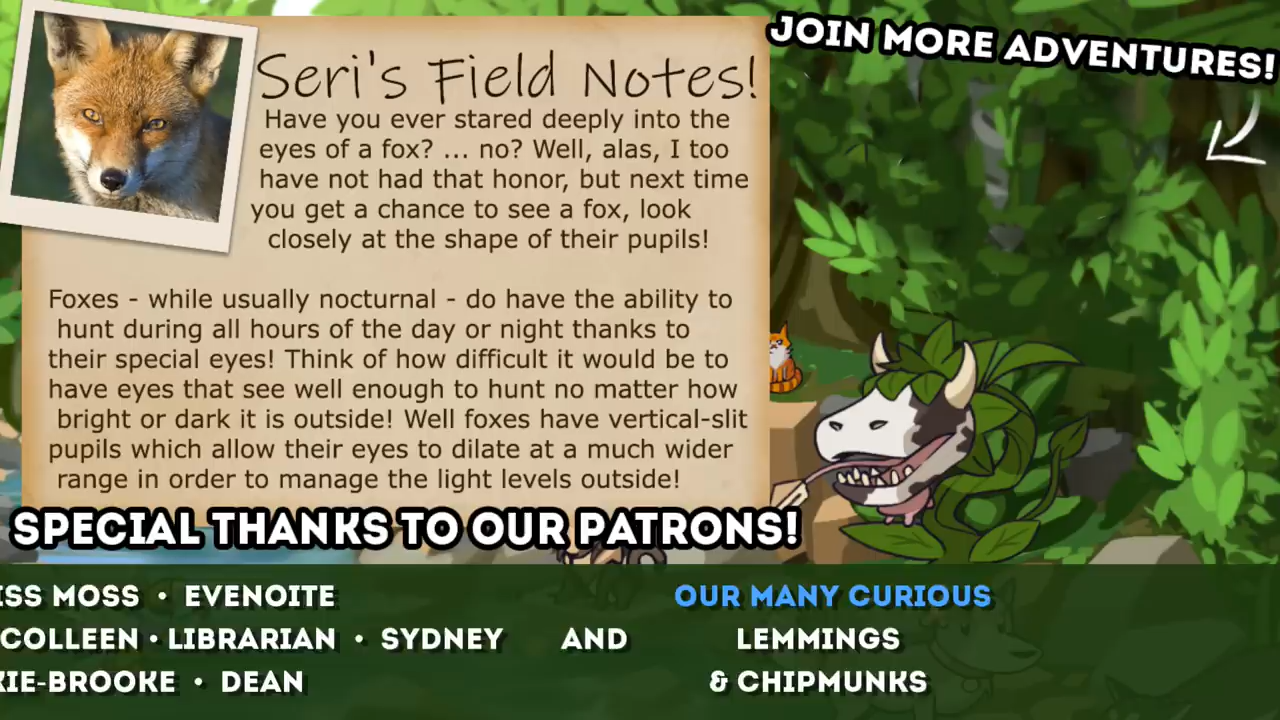 JOIN MORE ADVENTURES!
Seri's Field Notes!
Have you ever stared deeply into the
eyes of a fox? ... no? Well, alas, I too
have not had that honor, but next time
you get a chance to see a fox, look
closely at the shape of their pupils!
Foxes - while usually nocturnal - do have the ability to
hunt during all hours of the day or night thanks to
their special eyes! Think of how difficult it would be to
have eyes that see well enough to hunt no matter how
bright or dark it is outside! Well foxes have vertical-slit
pupils which allow their eyes to dilate at a much wider
range in order to manage the light levels outside!
SPECIAL THANKS TO OUR PATRONS!
ISS MOSS • EVENOITE
COLLEEN • LIBRARIAN • SYDNEY
KIE-BROOKE • DEAN
AND
OUR MANY CURIOUS
LEMMINGS
& CHIPMUNKS